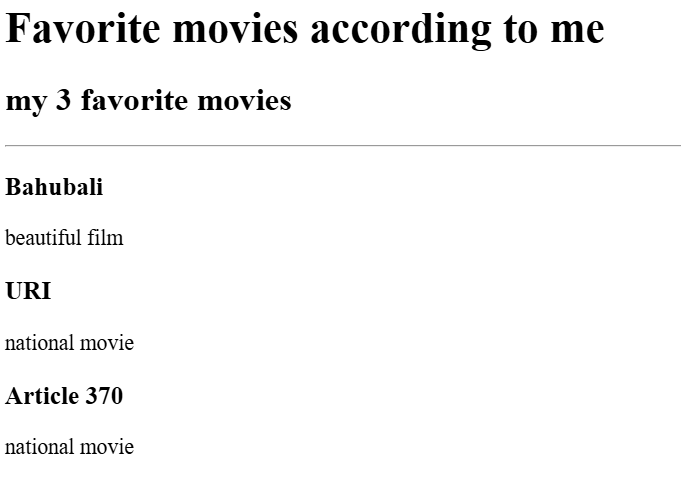 Favorite movies according to me
my 3 favorite movies
Bahubali
beautiful film
URI
national movie
Article 370
national movie